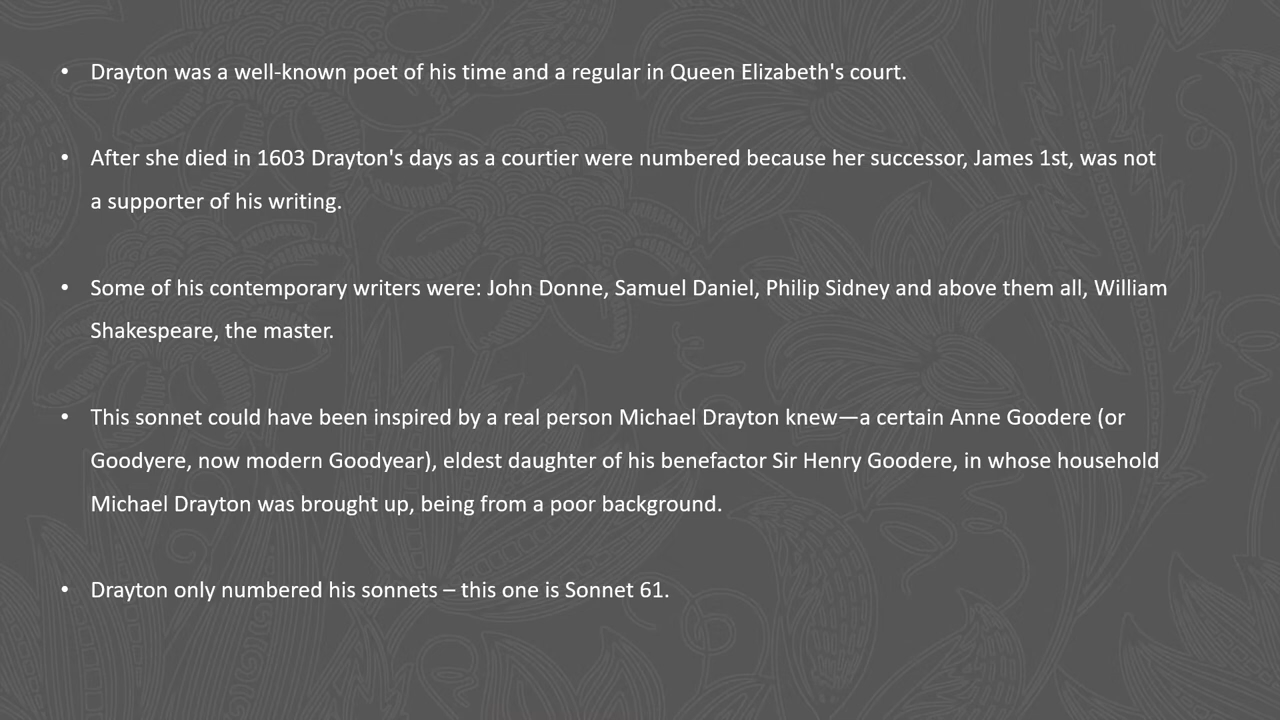 • Drayton was a well-known poet of his time and a regular in Queen Elizabeth's court.
• After she died in 1603 Drayton's days as a courtier were numbered because her successor, James 1st, was not
a supporter of his writing.
• Some of his contemporary writers were: John Donne, Samuel Daniel, Philip Sidney and above them all, William
Shakespeare, the master.
• This sonnet could have been inspired by a real person Michael Drayton knew—a certain Anne Goodere (or
Goodyere, now modern Goodyear), eldest daughter of his benefactor Sir Henry Goodere, in whose household
Michael Drayton was brought up, being from a poor background.
• Drayton only numbered his sonnets – this one is Sonnet 61.